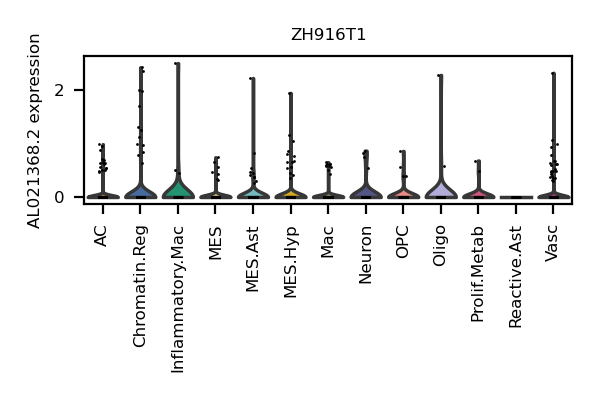 ZH916T1
AL021368.2 expression
2
0
AC
Chromatin.Reg
Inflammatory.Mac
MES
MES.Ast
MES.Hyp
Mac
Neuron
OPC
Oligo
Prolif.Metab
Reactive.Ast
Vasc